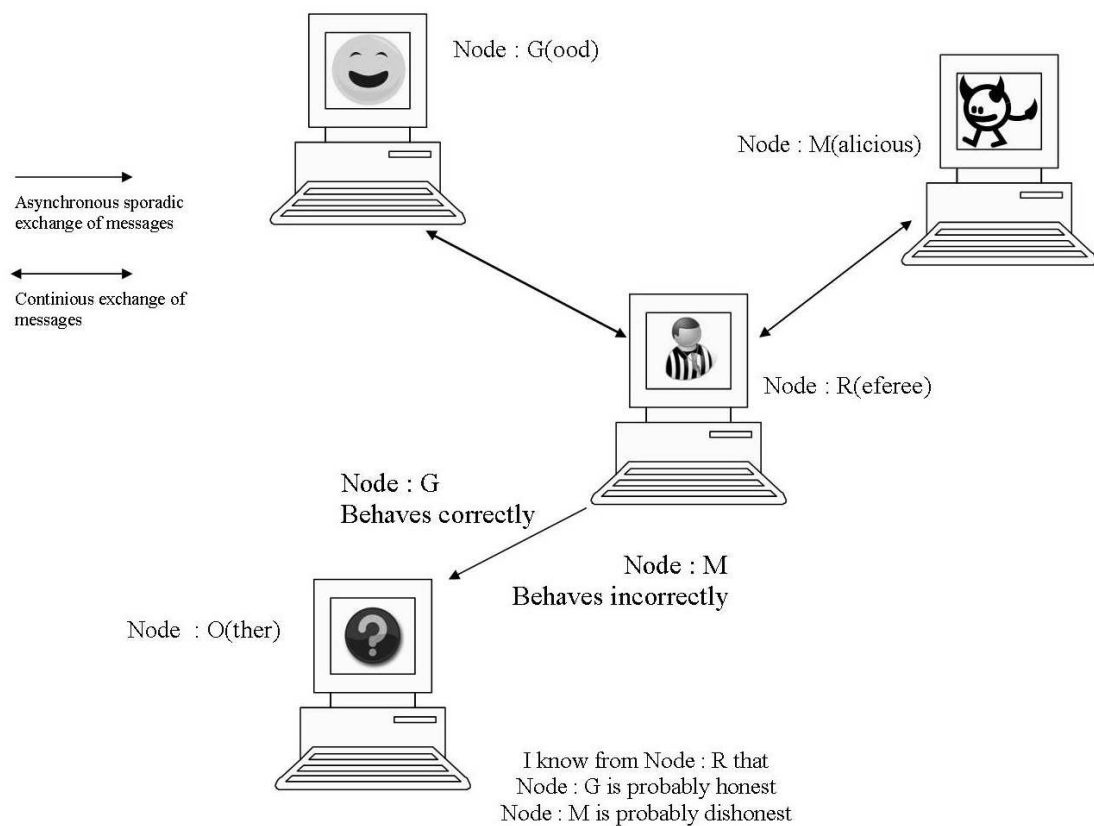 Node : G(ood)
Node : M(alicious)
Asynchronous sporadic
exchange of messages
Continious exchange of
messages
Node : R(eferee)
Node : G
Behaves correctly
Node : M
Behaves incorrectly
Node : O(ther)
?
I know from Node : R that
Node : G is probably honest
Node : M is probably dishonest